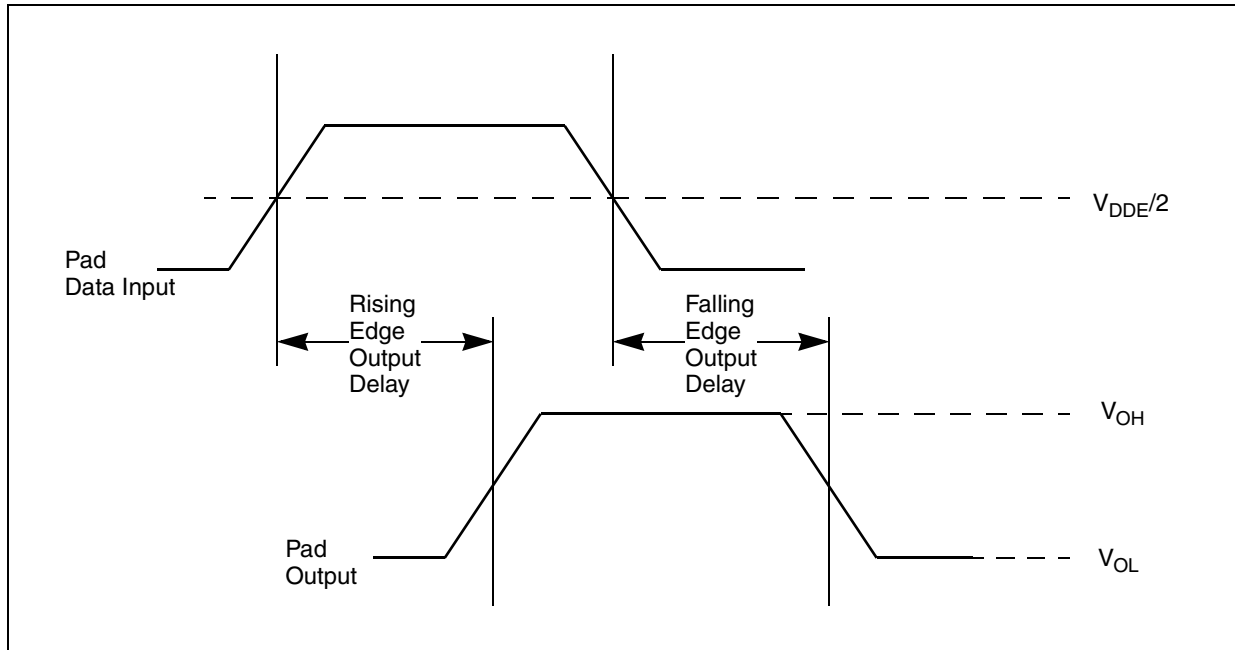 V_DDE/2
Pad
Data Input
Rising
Edge
Output
Delay
Falling
Edge
Output
Delay
V_OH
Pad
Output
V_OL